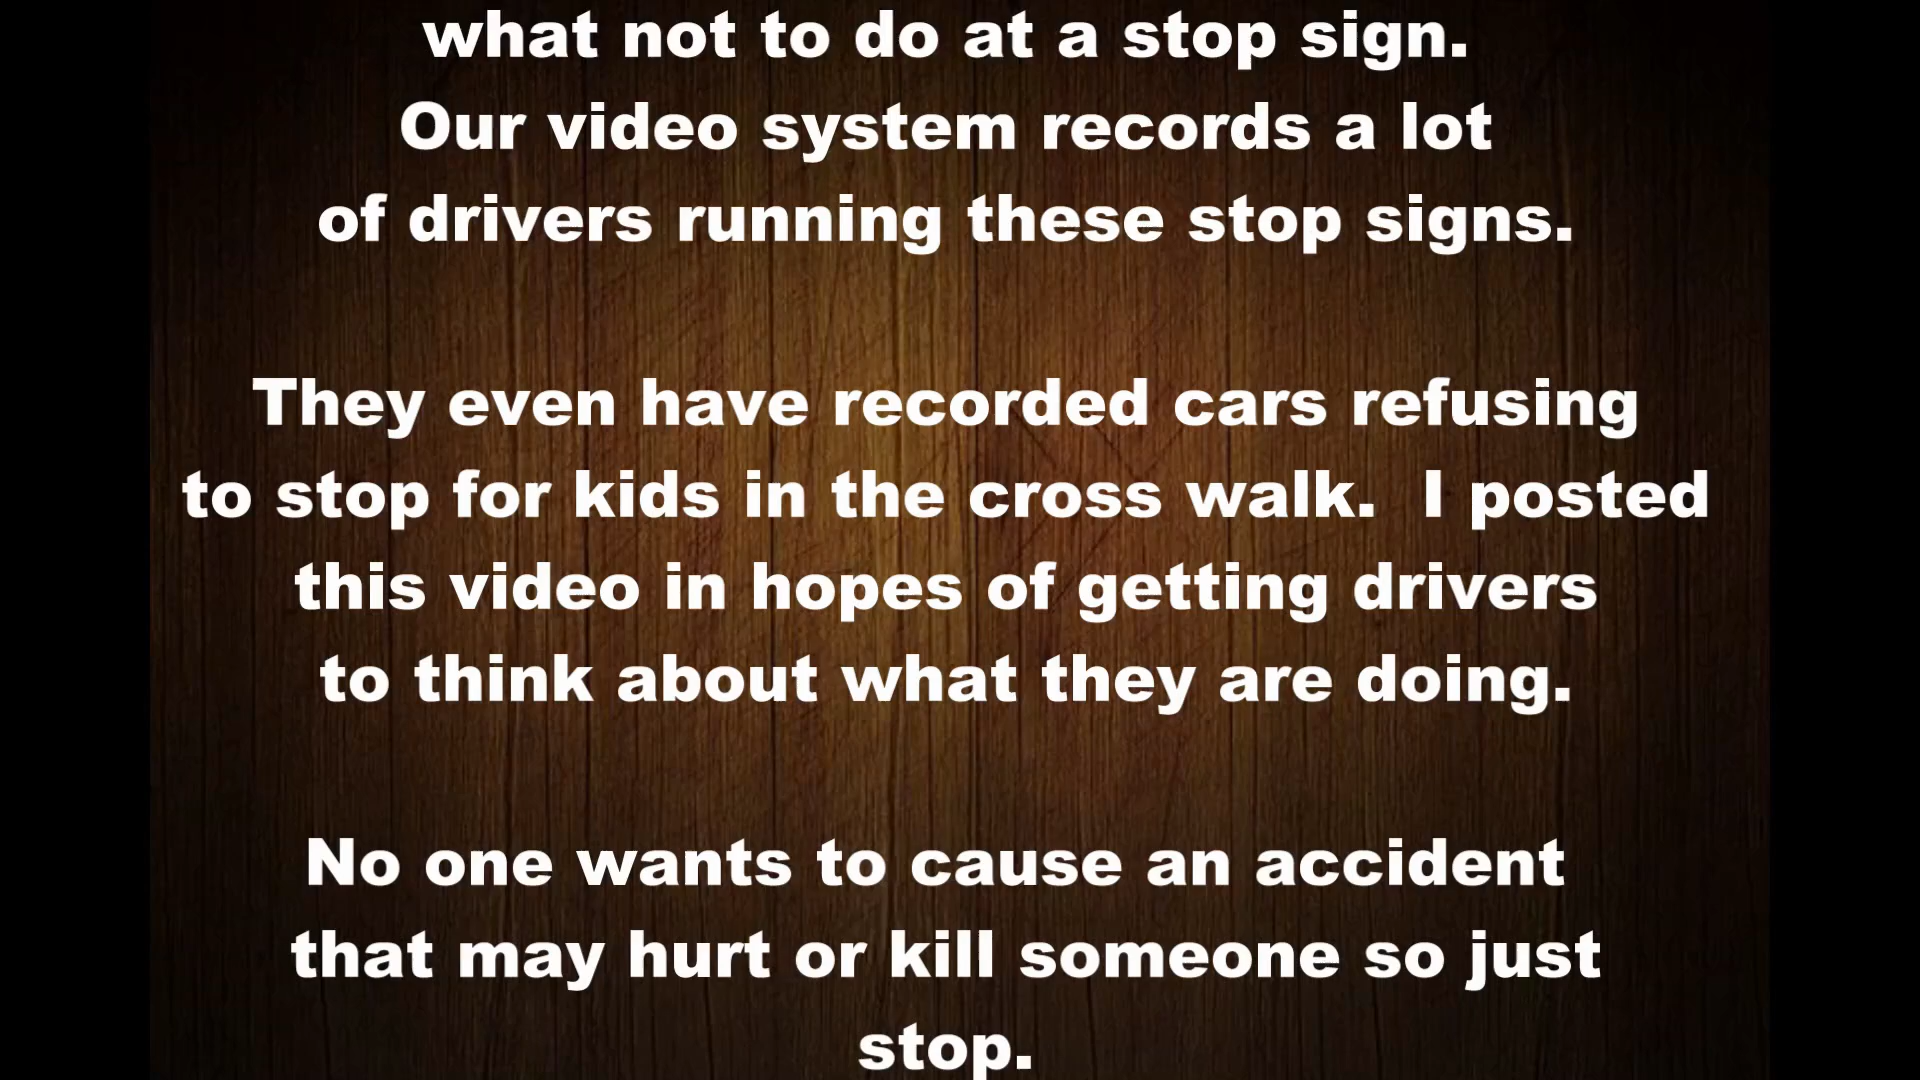 what not to do at a stop sign.
Our video system records a lot
of drivers running these stop signs.
They even have recorded cars refusing
to stop for kids in the cross walk.  I posted
this video in hopes of getting drivers
to think about what they are doing.
No one wants to cause an accident
that may hurt or kill someone so just
stop.